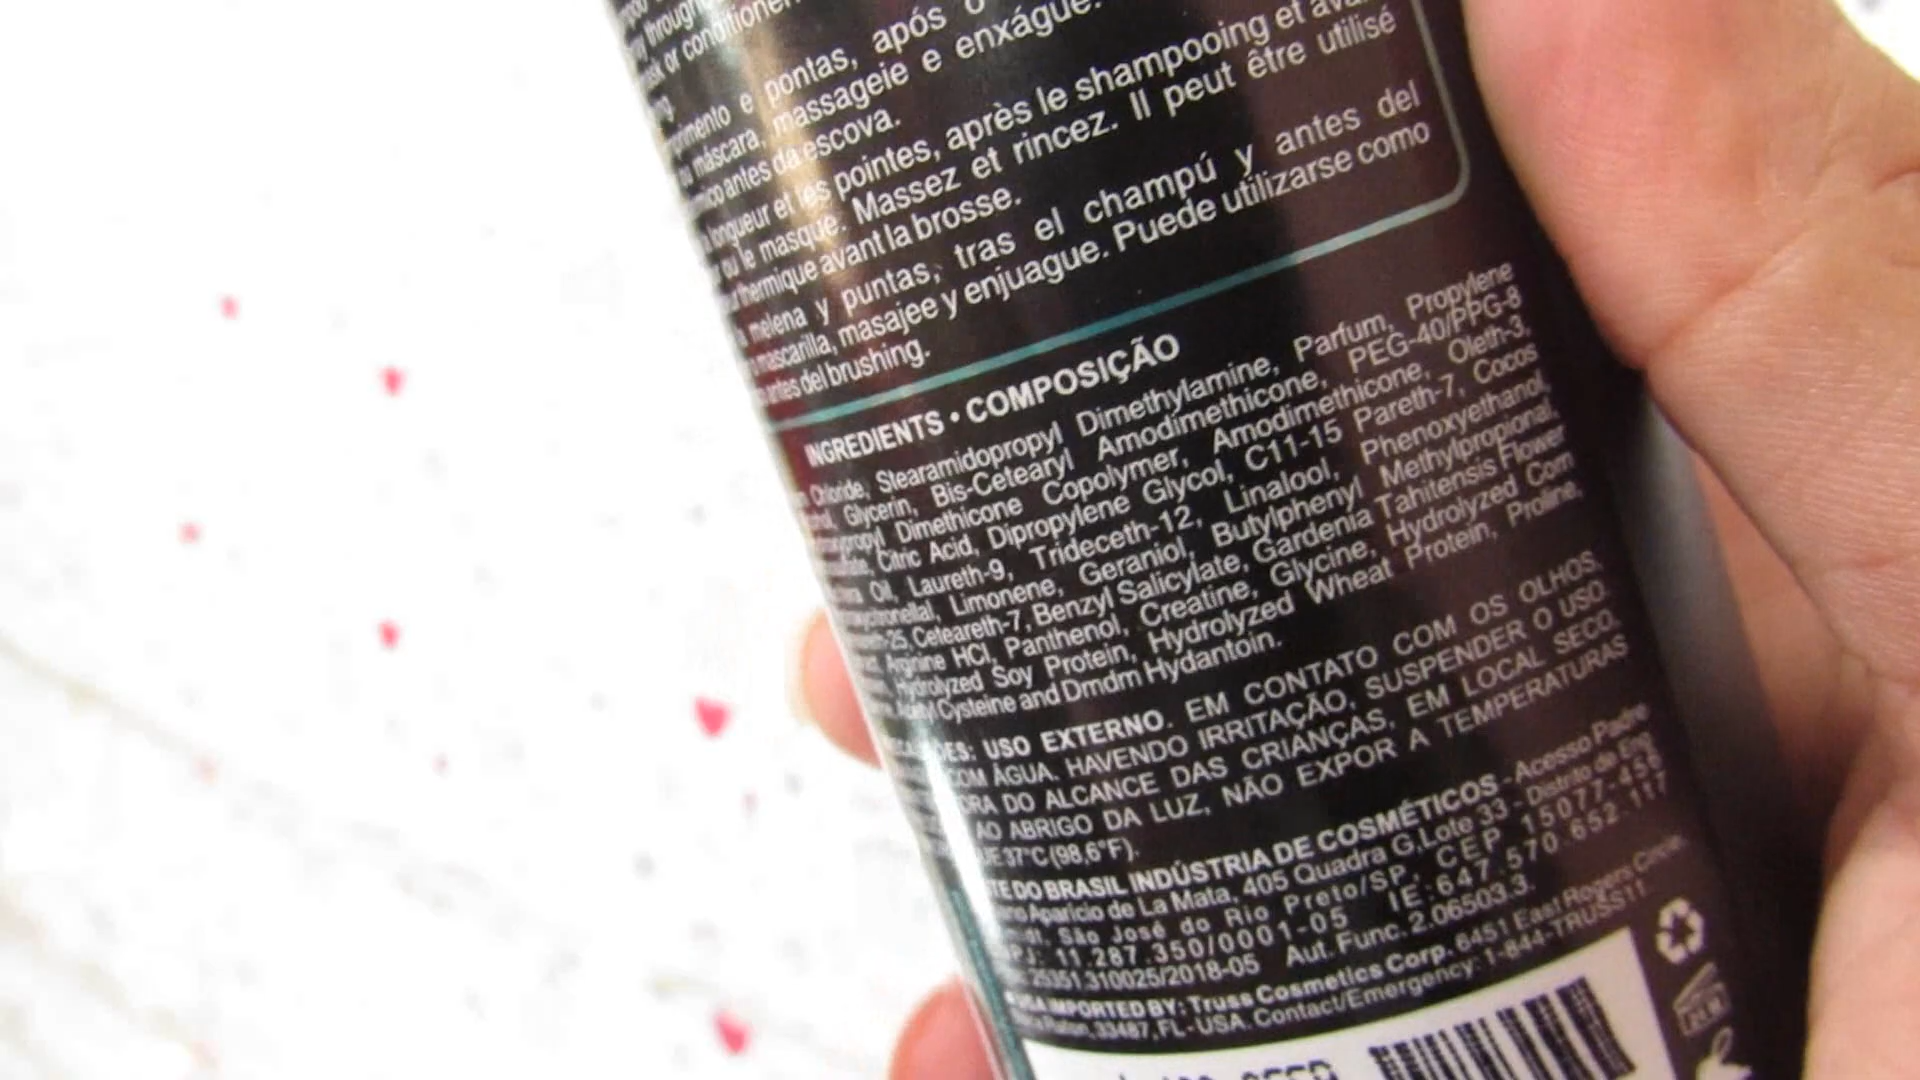 through
or conditioner
e pontas, após o
máscara, massageie e enxágue.
antes da escova.
et les pointes, après le shampooing et
ou le masque. Massez et rincez. Il peut être utilisé
thermique avant la brosse.
melena y puntas, tras el champú y antes del
mascarilla, masajee y enjuague. Puede utilizarse como
antes del brushing.
INGREDIENTS • COMPOSIÇÃO
Chloride, Stearamidopropyl Dimethylamine, Parfum, Propylene
Glycerin, Bis-Cetearyl Amodimethicone, PEG-40/PPG-8
Dimethicone Copolymer, Amodimethicone, Oleth-3,
Citric Acid, Dipropylene Glycol, C11-15 Pareth-7, Cocos
Oil, Laureth-9, Trideceth-12, Linalool, Phenoxyethanol,
Limonene, Geraniol, Butylphenyl Methylpropional,
-25, Ceteareth-7, Benzyl Salicylate, Gardenia Tahitensis Flower
Arginine HCl, Panthenol, Creatine, Glycine, Hydrolyzed Corn
Hydrolyzed Soy Protein, Hydrolyzed Wheat Protein, Proline,
Acetyl Cysteine and Dmdm Hydantoin.
USO EXTERNO. EM CONTATO COM OS OLHOS,
COM ÁGUA. HAVENDO IRRITAÇÃO, SUSPENDER O USO.
DO ALCANCE DAS CRIANÇAS, EM LOCAL SECO,
AO ABRIGO DA LUZ, NÃO EXPOR A TEMPERATURAS
37°C (98,6°F).
DO BRASIL INDÚSTRIA DE COSMÉTICOS - Acesso Padre
Aparício de La Mata, 405 Quadra G, Lote 33 - Distrito de Eng.
São José do Rio Preto/SP, CEP 15077-456
11.287.350/0001-05 IE:647.570.652.117
25351.310025/2018-05 Aut. Func. 2.06503.3.
USA IMPORTED BY: Truss Cosmetics Corp. 6451 East Rogers Circle,
33487, FL - USA. Contact/Emergency: 1-844-TRUSS11.